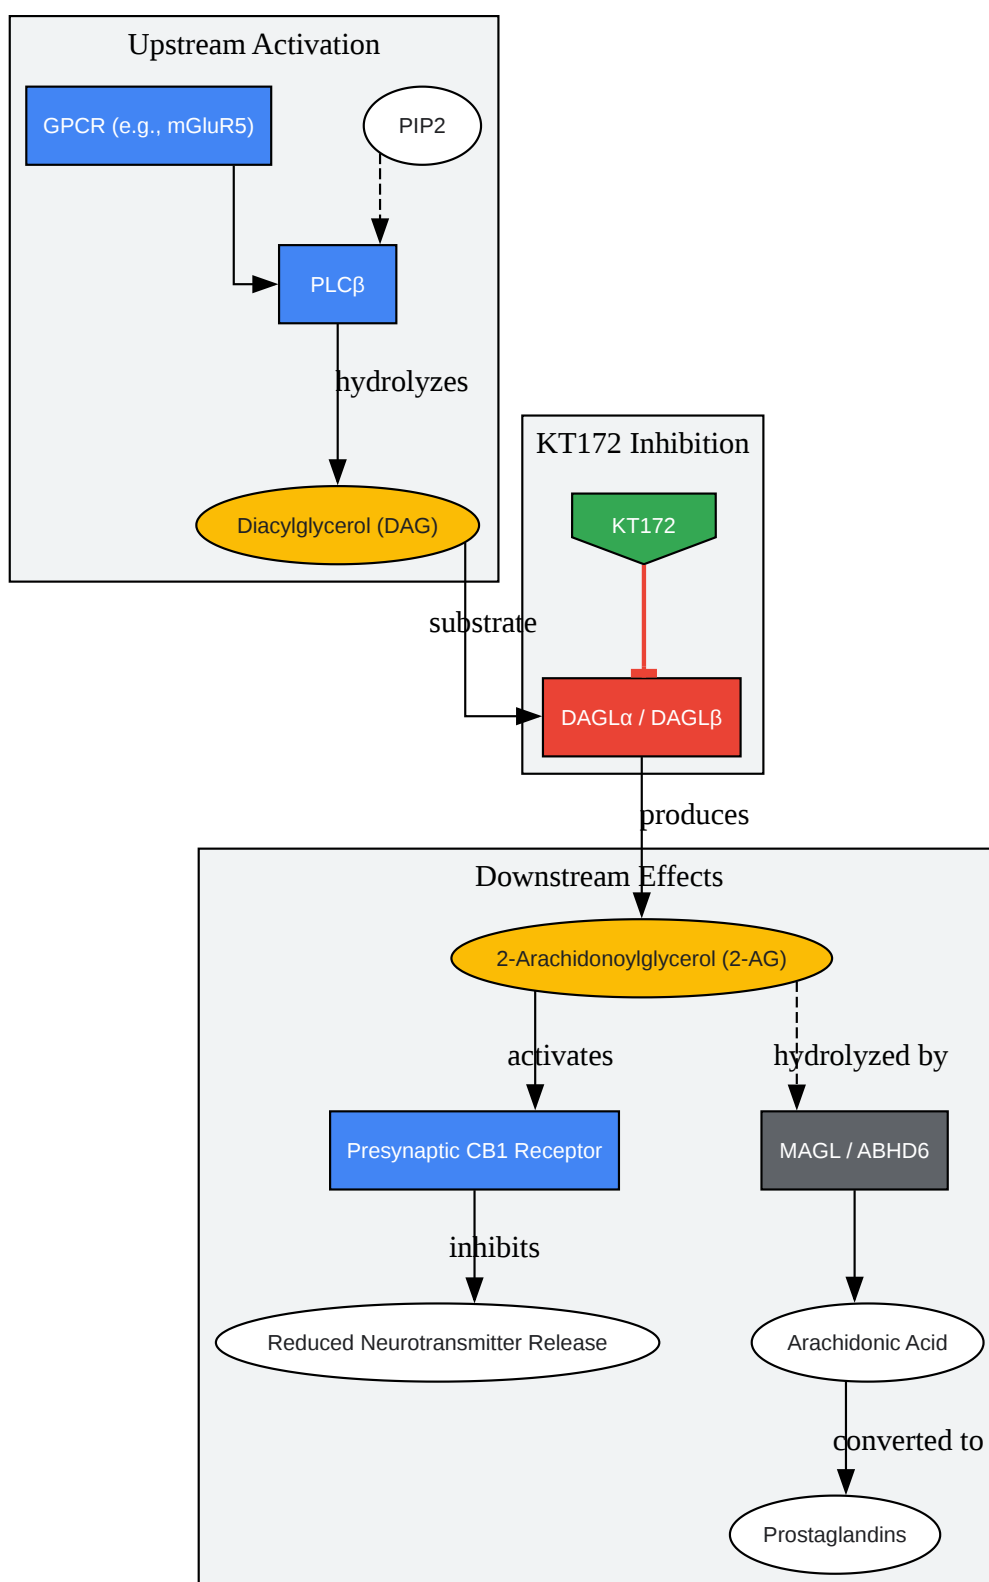 Upstream Activation
GPCR (e.g., mGluR5)
PIP2
PLCβ
hydrolyzes
KT172 Inhibition
Diacylglycerol (DAG)
KT172
substrate
DAGLα / DAGLβ
produces
Downstream Effects
2-Arachidonoylglycerol (2-AG)
activates
hydrolyzed by
Presynaptic CB1 Receptor
MAGL / ABHD6
inhibits
Reduced Neurotransmitter Release
Arachidonic Acid
converted to
Prostaglandins